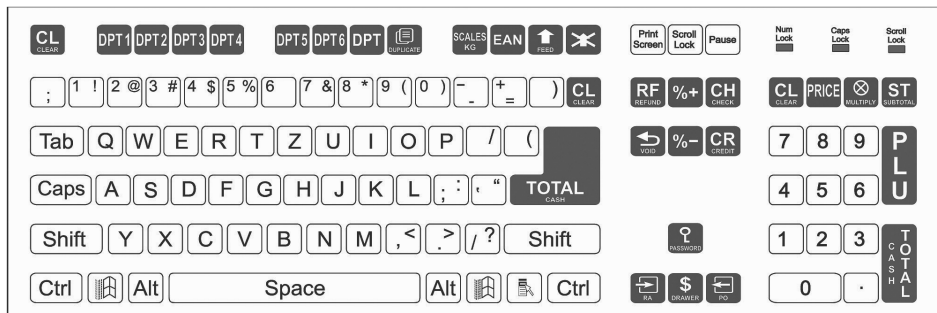 CL CLEAR DPT1 DPT2 DPT3 DPT4 DPT5 DPT6 DPT DUPLICATE SCALES KG EAN FEED Print Screen Scroll Lock Pause Num Lock Caps Lock Scroll Lock
; 1 ! 2 @ 3 # 4 $ 5 % 6 7 & 8 * 9 ( 0 ) - _ + = ) CL CLEAR RF REFUND %+ CH CHECK CL CLEAR PRICE MULTIPLY ST SUBTOTAL
Tab Q W E R T Z U I O P / ( VOID %- CR CREDIT 7 8 9 PLU
Caps A S D F G H J K L ; : ‘ “ TOTAL CASH 4 5 6
Shift Y X C V B N M , < . > / ? Shift PASSWORD 1 2 3 CASH TOTAL
Ctrl Alt Space Alt Ctrl RA $ DRAWER PO 0 .